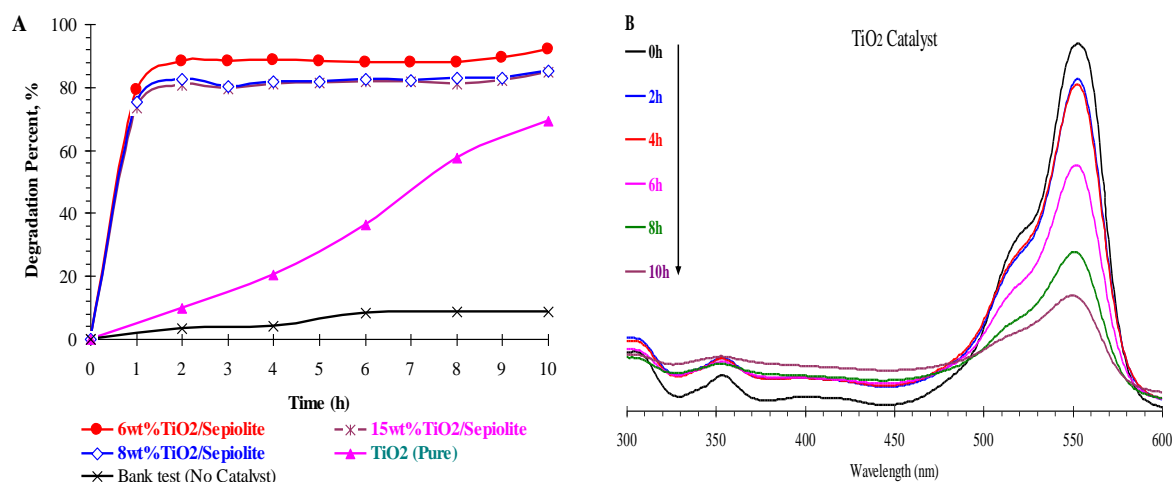 A
100
80
60
40
20
0
Degradation Percent, %
0 1 2 3 4 5 6 7 8 9 10
Time (h)
6wt%TiO2/Sepiolite
15wt%TiO2/Sepiolite
8wt%TiO2/Sepiolite
TiO2 (Pure)
Bank test (No Catalyst)
B
TiO2 Catalyst
0h
2h
4h
6h
8h
10h
300 350 400 450 500 550 600
Wavelength (nm)